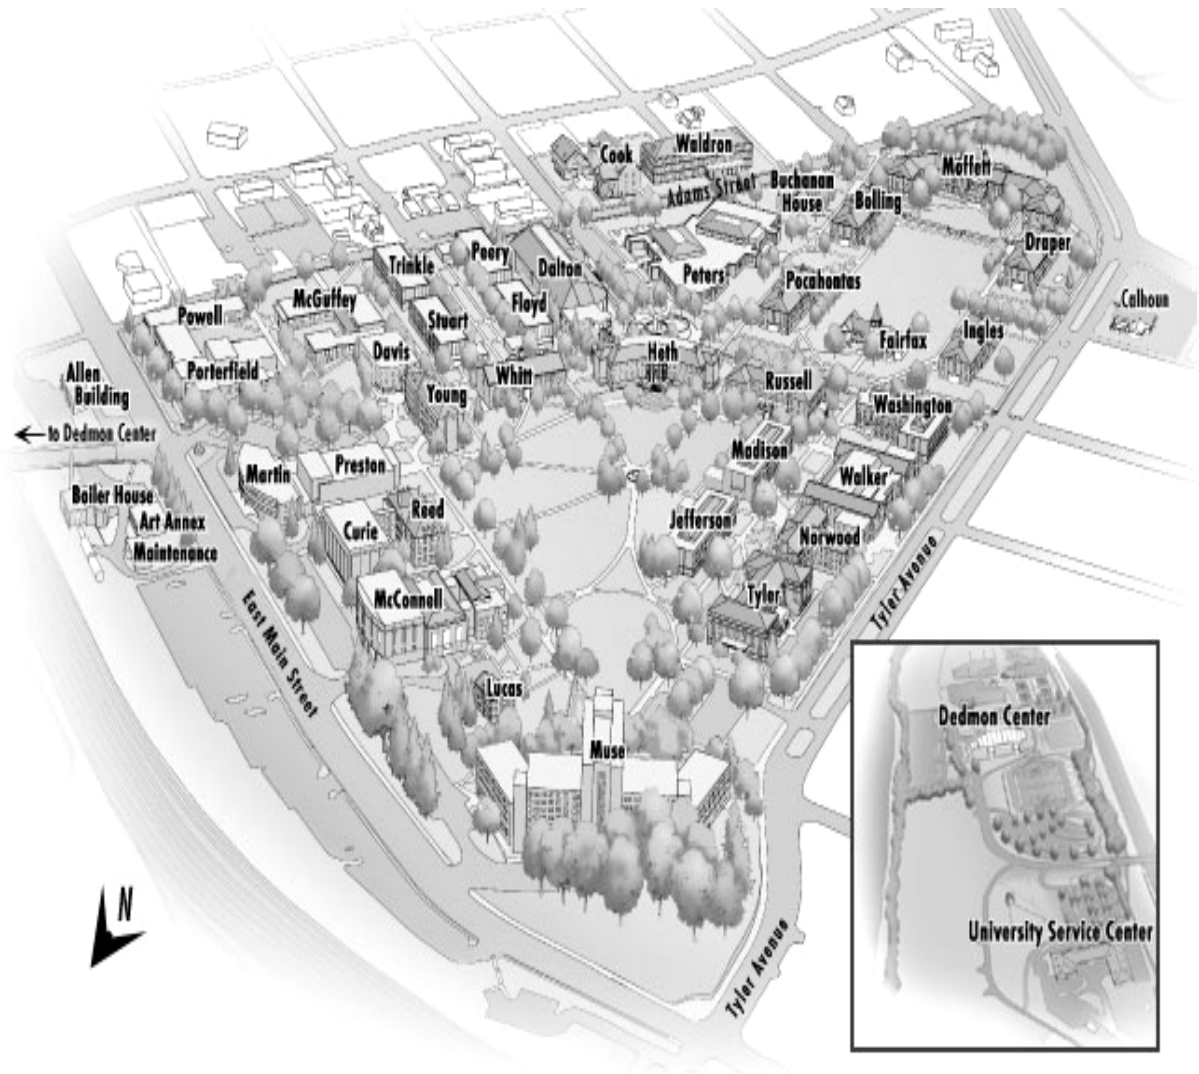 Waldron
Cook
Adams Street
Buchanan
House
Moffett
Bolling
Draper
Peery
Trinkle
Dalton
Peters
Pocahontas
Calhoun
McGuffey
Floyd
Powell
Stuart
Ingles
Fairfax
Davis
Heth
Porterfield
Whitt
Russell
Allen
Building
Young
Washington
to Dedmon Center
Madison
Preston
Martin
Walker
Boiler House
Reed
Art Annex
Jefferson
Curie
Norwood
Maintenance
Tyler Avenue
McConnell
Tyler
East Main Street
Lucas
Muse
Dedmon Center
N
University Service Center
Tyler Avenue